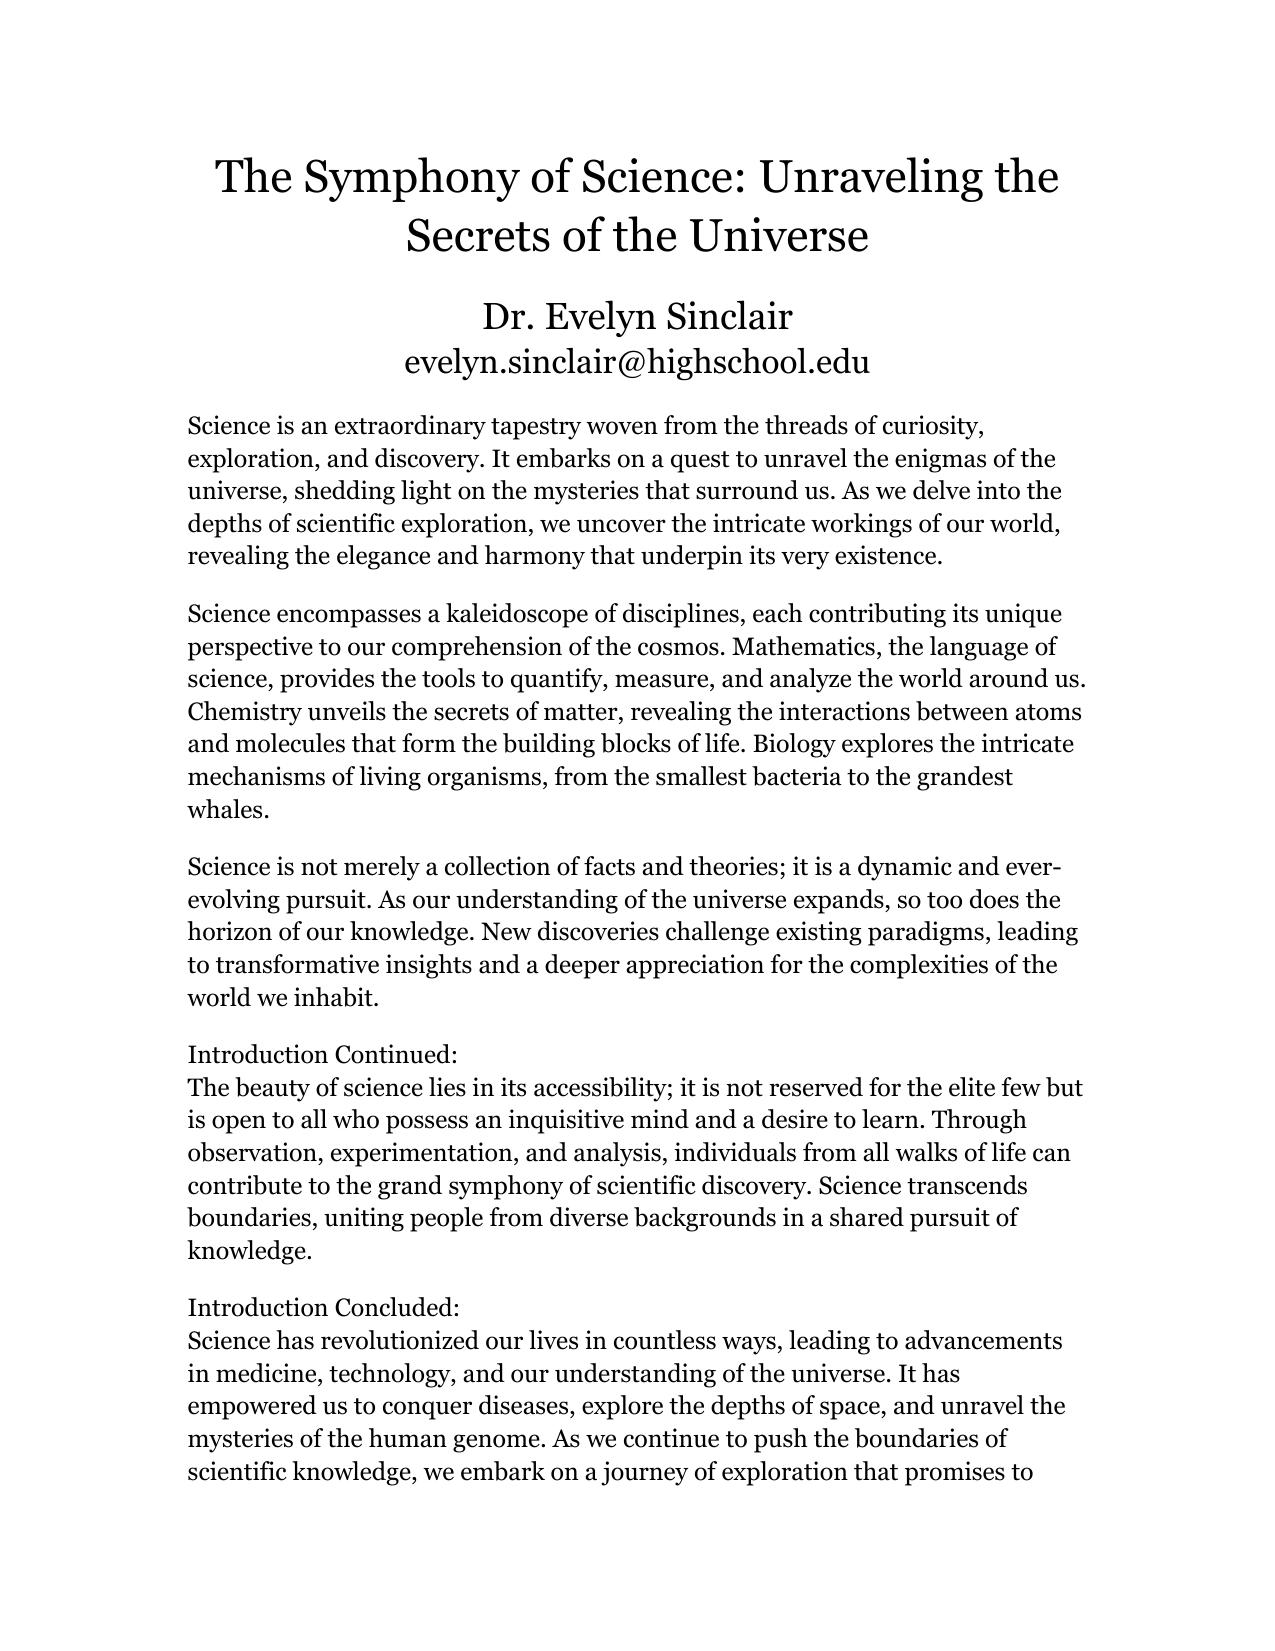 The Symphony of Science: Unraveling the
Secrets of the Universe
Dr. Evelyn Sinclair
evelyn.sinclair@highschool.edu
Science is an extraordinary tapestry woven from the threads of curiosity,
exploration, and discovery. It embarks on a quest to unravel the enigmas of the
universe, shedding light on the mysteries that surround us. As we delve into the
depths of scientific exploration, we uncover the intricate workings of our world,
revealing the elegance and harmony that underpin its very existence.
Science encompasses a kaleidoscope of disciplines, each contributing its unique
perspective to our comprehension of the cosmos. Mathematics, the language of
science, provides the tools to quantify, measure, and analyze the world around us.
Chemistry unveils the secrets of matter, revealing the interactions between atoms
and molecules that form the building blocks of life. Biology explores the intricate
mechanisms of living organisms, from the smallest bacteria to the grandest
whales.
Science is not merely a collection of facts and theories; it is a dynamic and ever-
evolving pursuit. As our understanding of the universe expands, so too does the
horizon of our knowledge. New discoveries challenge existing paradigms, leading
to transformative insights and a deeper appreciation for the complexities of the
world we inhabit.
Introduction Continued:
The beauty of science lies in its accessibility; it is not reserved for the elite few but
is open to all who possess an inquisitive mind and a desire to learn. Through
observation, experimentation, and analysis, individuals from all walks of life can
contribute to the grand symphony of scientific discovery. Science transcends
boundaries, uniting people from diverse backgrounds in a shared pursuit of
knowledge.
Introduction Concluded:
Science has revolutionized our lives in countless ways, leading to advancements
in medicine, technology, and our understanding of the universe. It has
empowered us to conquer diseases, explore the depths of space, and unravel the
mysteries of the human genome. As we continue to push the boundaries of
scientific knowledge, we embark on a journey of exploration that promises to